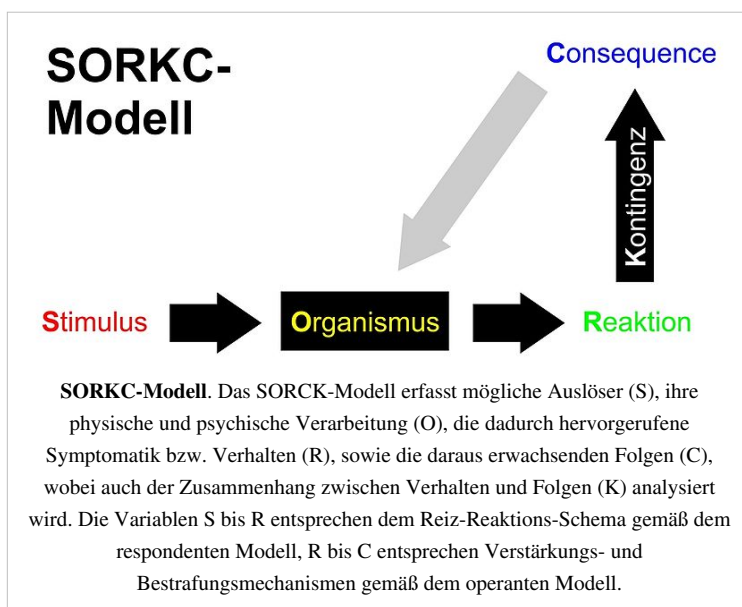 SORKC-
Modell
Consequence
Kontingenz
Stimulus
Organismus
Reaktion
SORKC-Modell. Das SORCK-Modell erfasst mögliche Auslöser (S), ihre
physische und psychische Verarbeitung (O), die dadurch hervorgerufene
Symptomatik bzw. Verhalten (R), sowie die daraus erwachsenden Folgen (C),
wobei auch der Zusammenhang zwischen Verhalten und Folgen (K) analysiert
wird. Die Variablen S bis R entsprechen dem Reiz-Reaktions-Schema gemäß dem
respondenten Modell, R bis C entsprechen Verstärkungs- und
Bestrafungsmechanismen gemäß dem operanten Modell.